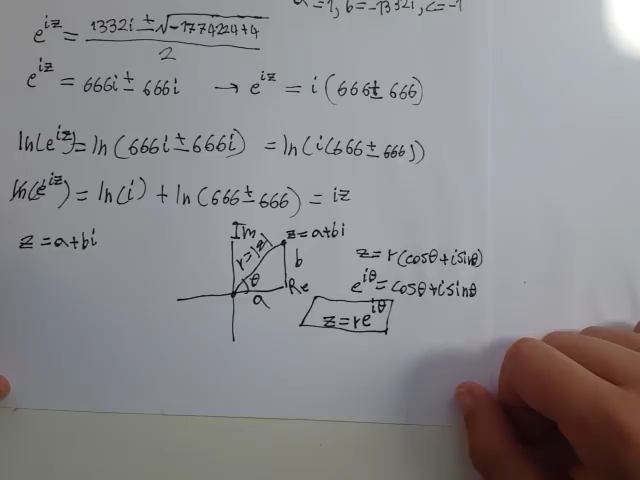 a=1, b=-1332i, c=-1
e^{iz} = \frac{1332i ± \sqrt{-1774224+4}}{2}
e^{iz} = 666i ± 666i → e^{iz} = i(666 ± 666)
ln(e^{iz}) = ln(666i ± 666i) = ln(i(666 ± 666))
ln(e^{iz}) = ln(i) + ln(666 ± 666) = iz
z = a+bi
Im
z = a+bi
r=|z|
b
θ
a
Re
z = r(cosθ + isinθ)
e^{iθ} = cosθ + isinθ
z = re^{iθ}